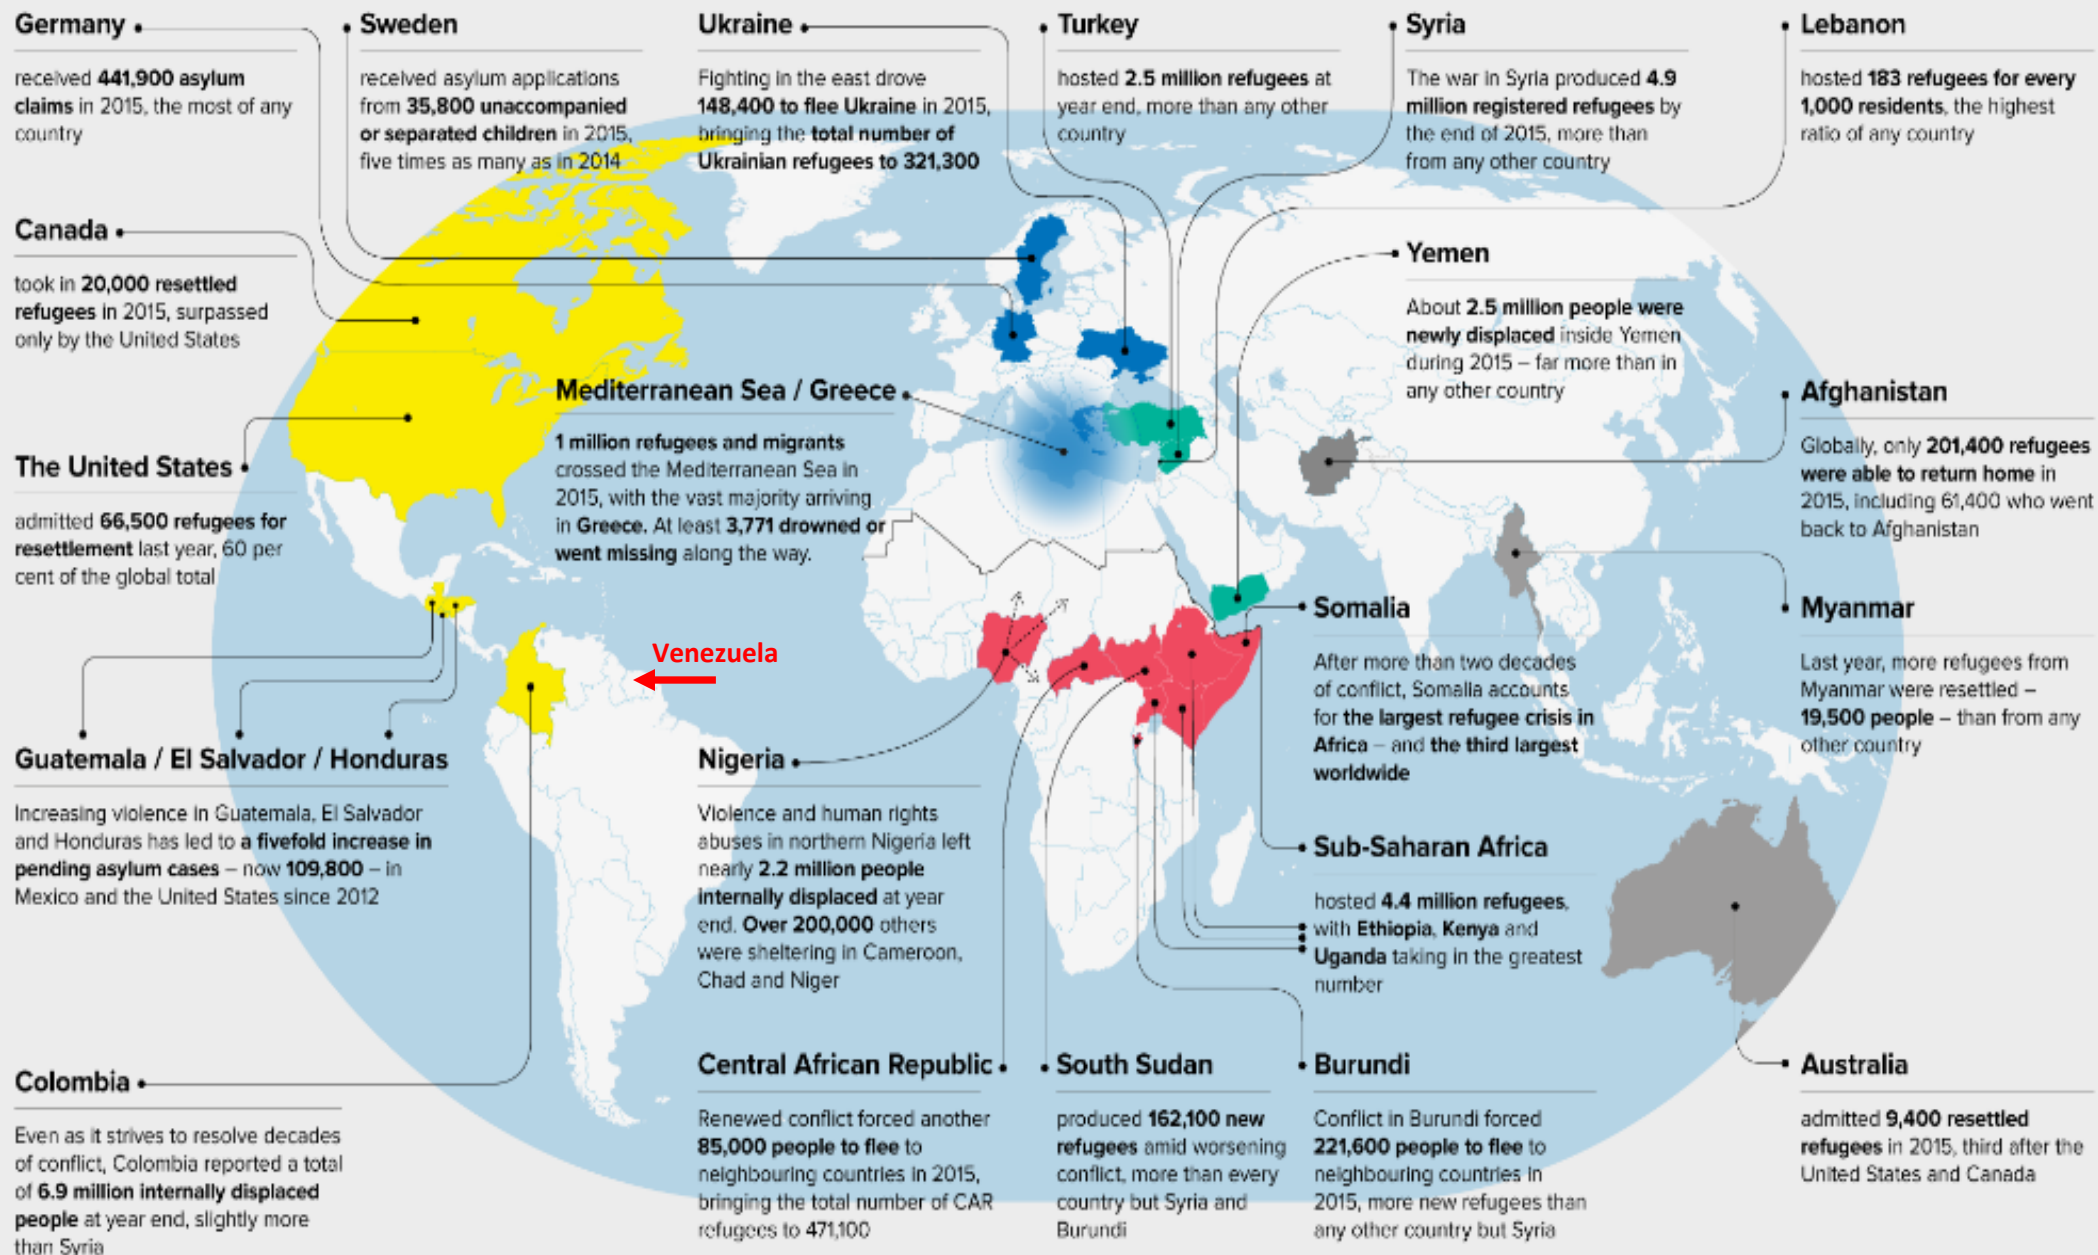 Germany
received 441,900 asylum
claims in 2015, the most of any
country
Sweden
received asylum applications
from 35,800 unaccompanied
or separated children in 2015,
five times as many as in 2014
Ukraine
Fighting in the east drove
148,400 to flee Ukraine in 2015,
bringing the total number of
Ukrainian refugees to 321,300
Turkey
hosted 2.5 million refugees at
year end, more than any other
country
Syria
The war in Syria produced 4.9
million registered refugees by
the end of 2015, more than
from any other country
Lebanon
hosted 183 refugees for every
1,000 residents, the highest
ratio of any country
Canada
took in 20,000 resettled
refugees in 2015, surpassed
only by the United States
Yemen
About 2.5 million people were
newly displaced inside Yemen
during 2015 – far more than in
any other country
Mediterranean Sea / Greece
1 million refugees and migrants
crossed the Mediterranean Sea in
2015, with the vast majority arriving
in Greece. At least 3,771 drowned or
went missing along the way.
Afghanistan
Globally, only 201,400 refugees
were able to return home in
2015, including 61,400 who went
back to Afghanistan
The United States
admitted 66,500 refugees for
resettlement last year, 60 per
cent of the global total
Venezuela
Somalia
After more than two decades
of conflict, Somalia accounts
for the largest refugee crisis in
Africa – and the third largest
worldwide
Myanmar
Last year, more refugees from
Myanmar were resettled –
19,500 people – than from any
other country
Guatemala / El Salvador / Honduras
Increasing violence in Guatemala, El Salvador
and Honduras has led to a fivefold increase in
pending asylum cases – now 109,800 – in
Mexico and the United States since 2012
Nigeria
Violence and human rights
abuses in northern Nigeria left
nearly 2.2 million people
internally displaced at year
end. Over 200,000 others
were sheltering in Cameroon,
Chad and Niger
Sub-Saharan Africa
hosted 4.4 million refugees,
with Ethiopia, Kenya and
Uganda taking in the greatest
number
Colombia
Even as it strives to resolve decades
of conflict, Colombia reported a total
of 6.9 million internally displaced
people at year end, slightly more
than Syria
Central African Republic
Renewed conflict forced another
85,000 people to flee to
neighbouring countries in 2015,
bringing the total number of CAR
refugees to 471,100
South Sudan
produced 162,100 new
refugees amid worsening
conflict, more than every
country but Syria and
Burundi
Burundi
Conflict in Burundi forced
221,600 people to flee to
neighbouring countries in
2015, more new refugees than
any other country but Syria
Australia
admitted 9,400 resettled
refugees in 2015, third after the
United States and Canada